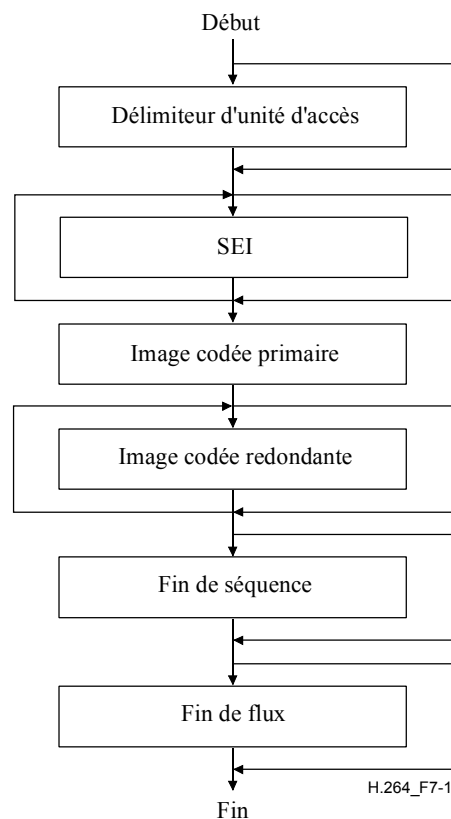 Début
Délimiteur d'unité d'accès
SEI
Image codée primaire
Image codée redondante
Fin de séquence
Fin de flux
H.264_F7-1
Fin